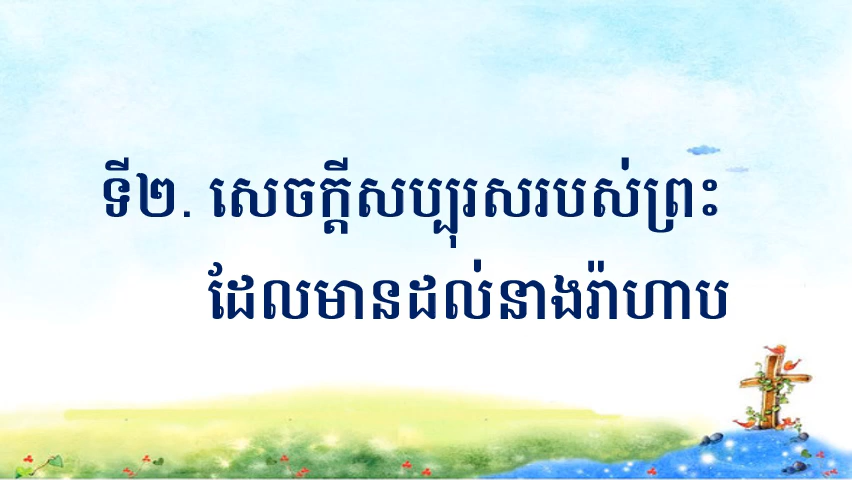 ទី២. សេចក្ដីសប្បុរសរបស់ព្រះ
ដែលមានដល់នាងរ៉ាហាប